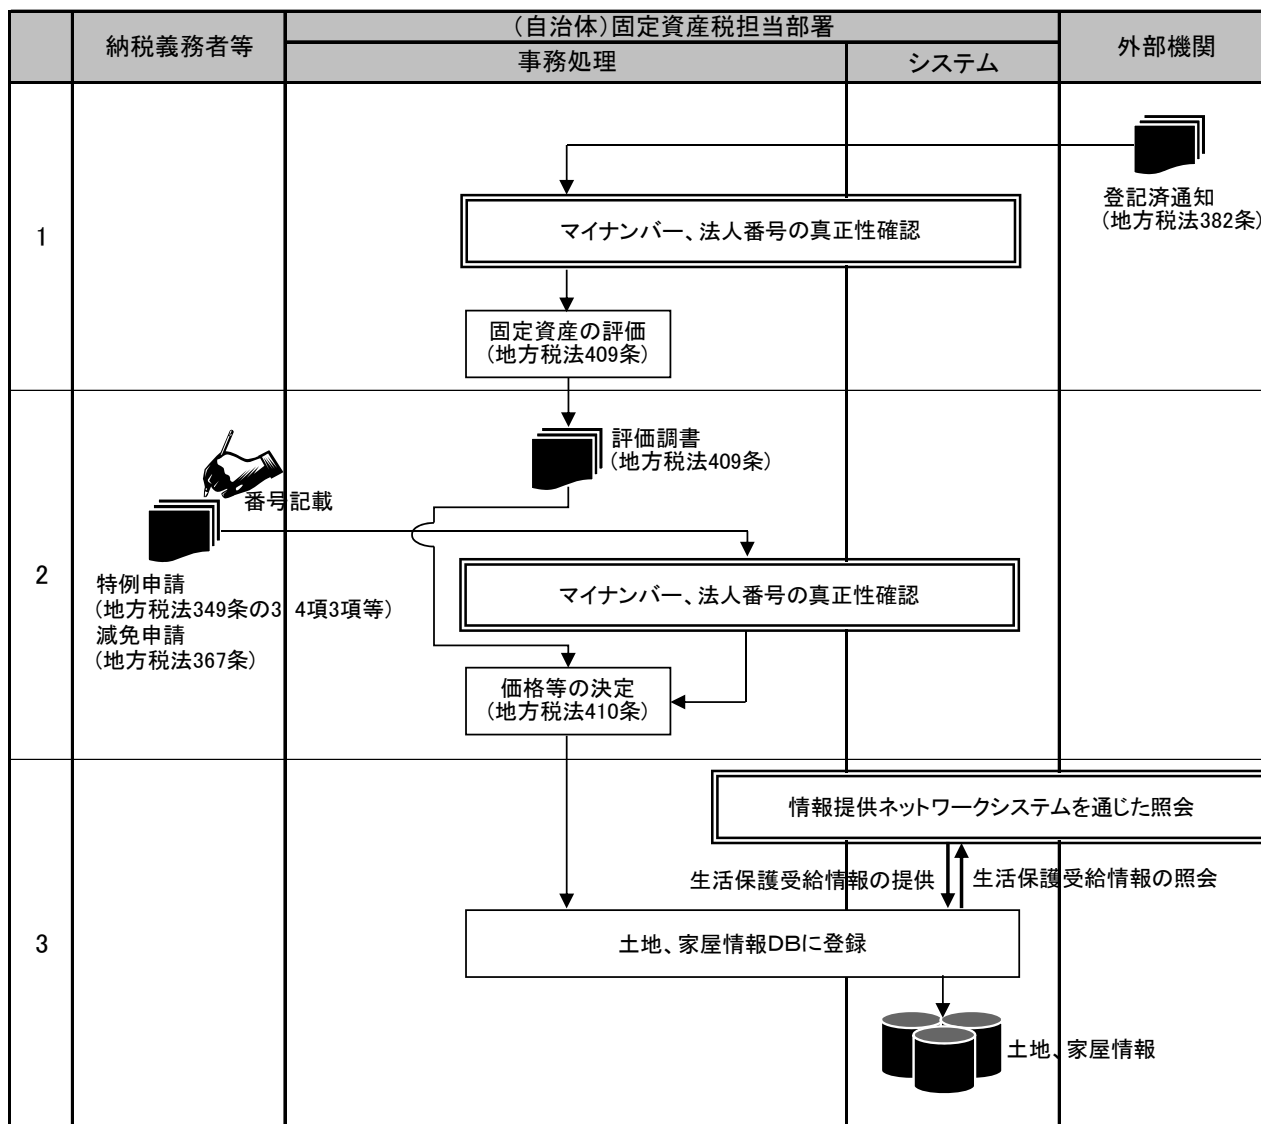 納税義務者等
(自治体)固定資産税担当部署
事務処理
システム
外部機関
1
登記済通知
(地方税法382条)
マイナンバー、法人番号の真正性確認
固定資産の評価
(地方税法409条)
2
評価調書
(地方税法409条)
番号記載
特例申請
(地方税法349条の3 4項3項等)
減免申請
(地方税法367条)
マイナンバー、法人番号の真正性確認
価格等の決定
(地方税法410条)
3
情報提供ネットワークシステムを通じた照会
生活保護受給情報の提供
生活保護受給情報の照会
土地、家屋情報DBに登録
土地、家屋情報